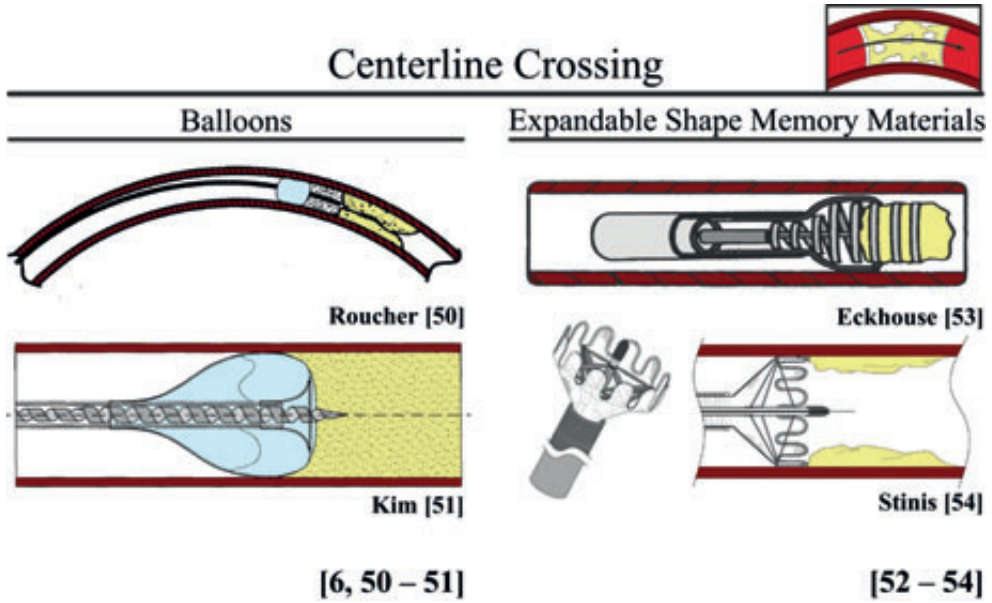 Centerline Crossing
Balloons
Expandable Shape Memory Materials
Roucher [50]
Eckhouse [53]
Kim [51]
Stinis [54]
[6, 50 – 51]
[52 – 54]